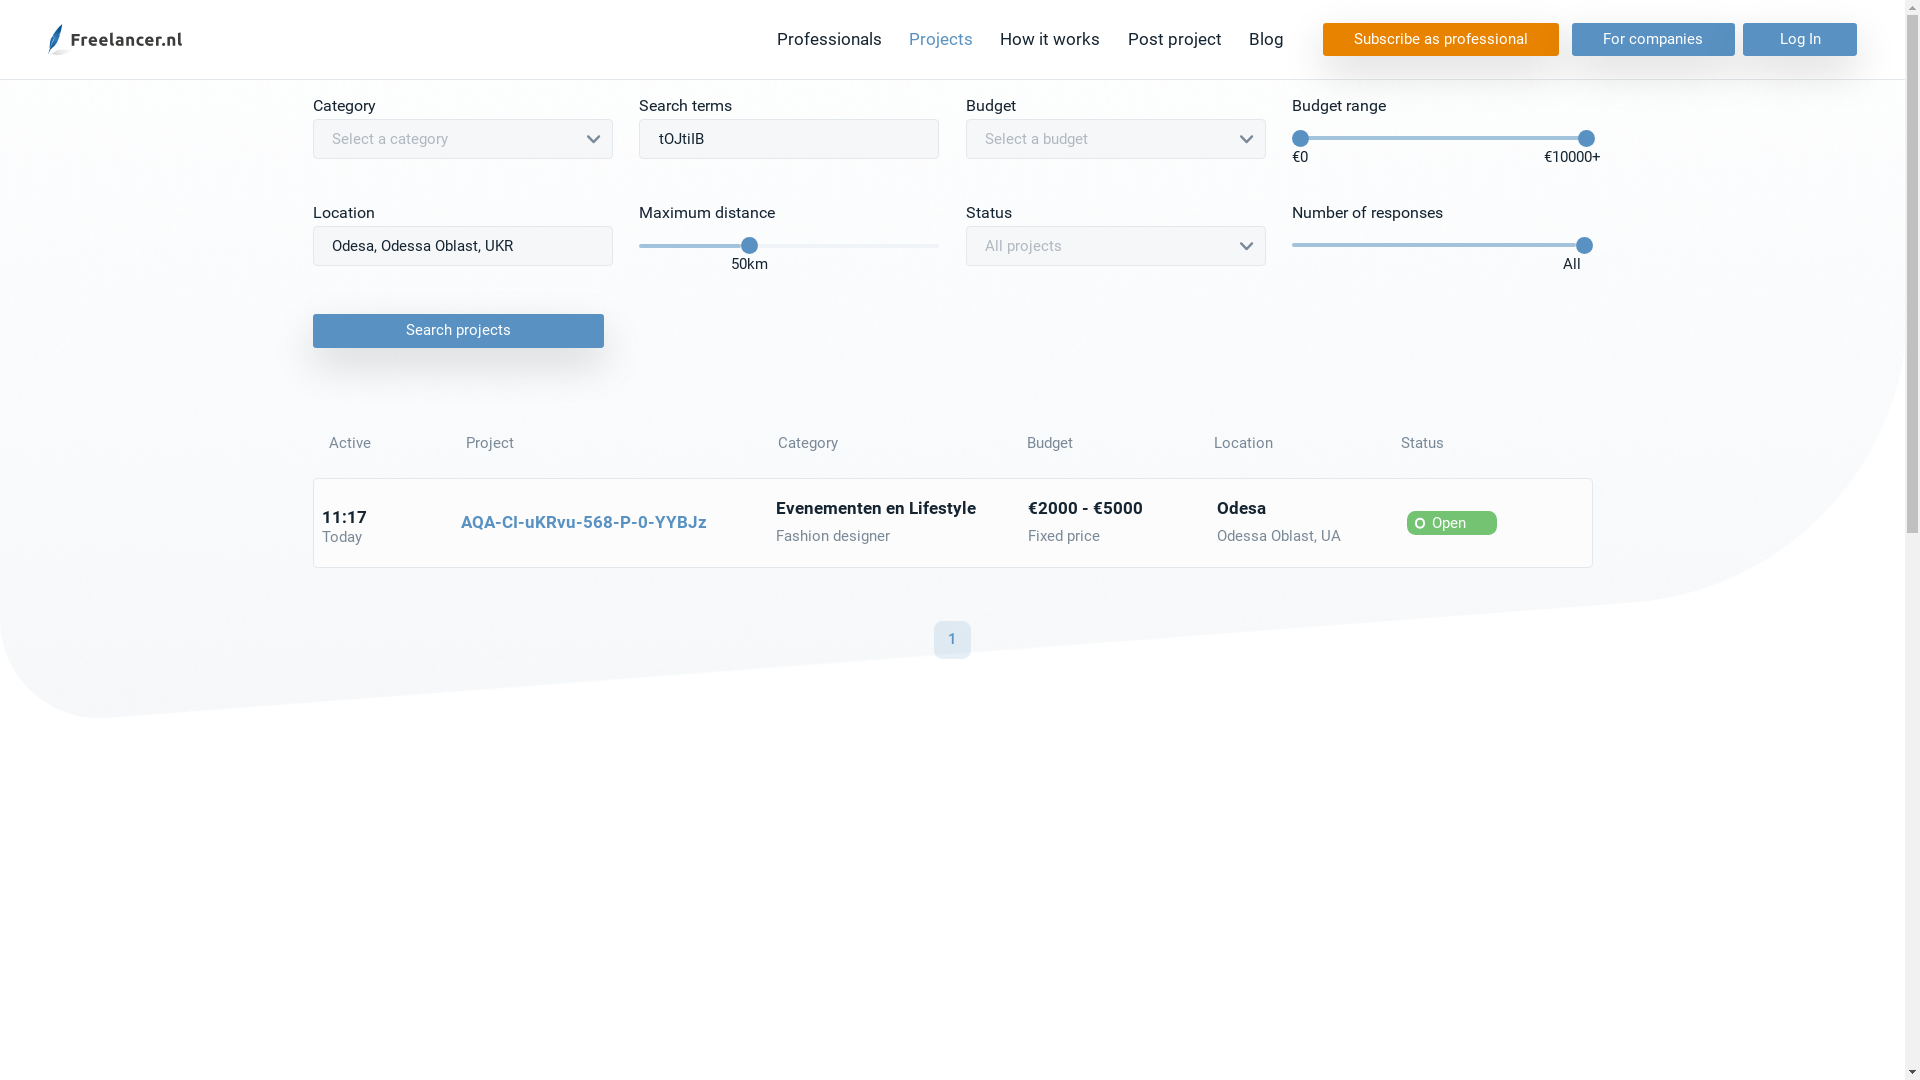 Freelancer.nl
Professionals Projects How it works Post project Blog Subscribe as professional For companies Log In
Category Search terms Budget Budget range
Select a category tOJtiIB Select a budget
€0 €10000+
Location Maximum distance Status Number of responses
Odesa, Odessa Oblast, UKR All projects
50km All
Search projects
Active Project Category Budget Location Status
11:17 AQA-CI-uKRvu-568-P-0-YYBJz Evenementen en Lifestyle €2000 - €5000 Odesa Open
Today Fashion designer Fixed price Odessa Oblast, UA
1